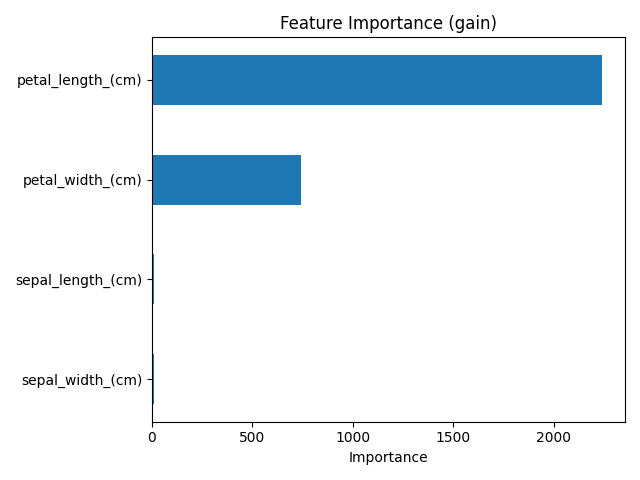 Feature Importance (gain)
petal_length_(cm)
petal_width_(cm)
sepal_length_(cm)
sepal_width_(cm)
0 500 1000 1500 2000
Importance